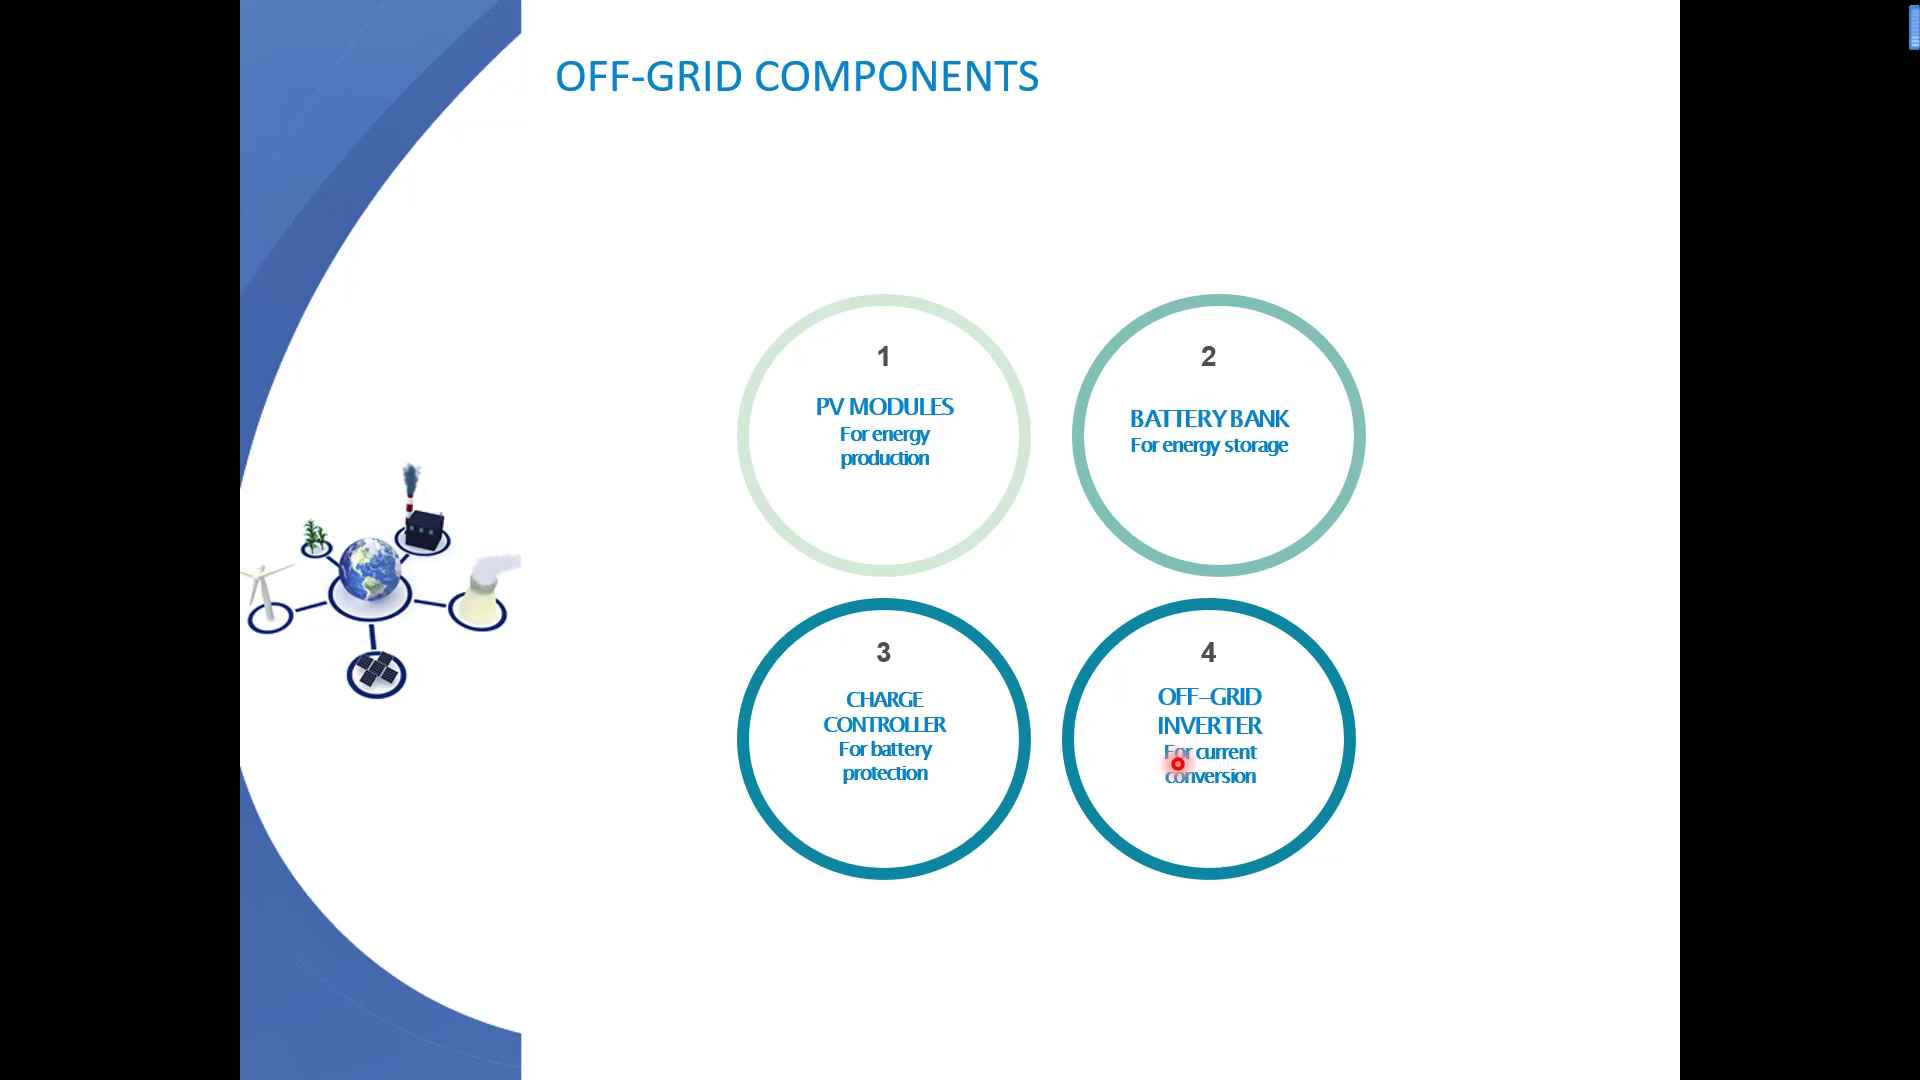 OFF-GRID COMPONENTS
1
PV MODULES
For energy
production
2
BATTERY BANK
For energy storage
3
CHARGE
CONTROLLER
For battery
protection
4
OFF-GRID
INVERTER
For current
conversion